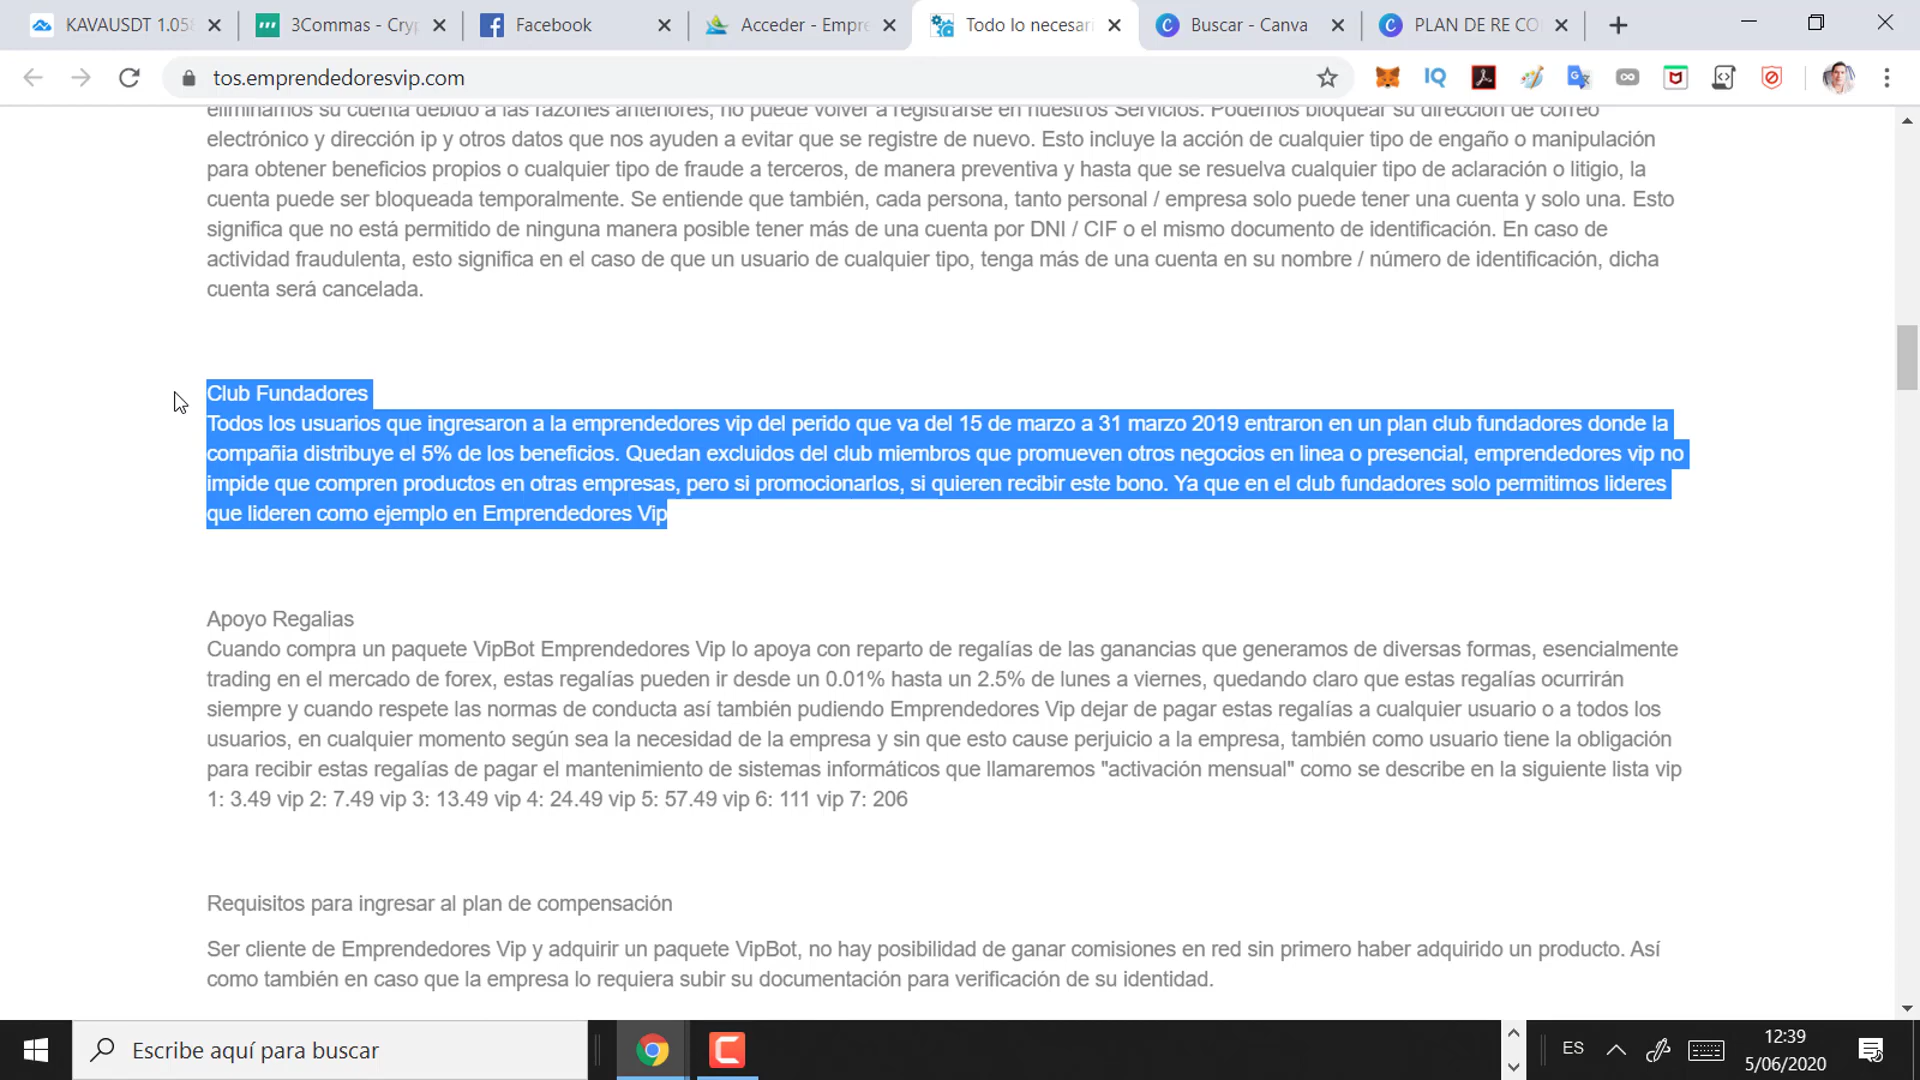 KAVAUSDT 1.058
3Commas - Cryp
Facebook
Acceder - Empre
Todo lo necesari
Buscar - Canva
PLAN DE RE CO
tos.emprendedoresvip.com
eliminamos su cuenta debido a las razones anteriores, no puede volver a registrarse en nuestros Servicios. Podemos bloquear su dirección de correo
electrónico y dirección ip y otros datos que nos ayuden a evitar que se registre de nuevo. Esto incluye la acción de cualquier tipo de engaño o manipulación
para obtener beneficios propios o cualquier tipo de fraude a terceros, de manera preventiva y hasta que se resuelva cualquier tipo de aclaración o litigio, la
cuenta puede ser bloqueada temporalmente. Se entiende que también, cada persona, tanto personal / empresa solo puede tener una cuenta y solo una. Esto
significa que no está permitido de ninguna manera posible tener más de una cuenta por DNI / CIF o el mismo documento de identificación. En caso de
actividad fraudulenta, esto significa en el caso de que un usuario de cualquier tipo, tenga más de una cuenta en su nombre / número de identificación, dicha
cuenta será cancelada.
Club Fundadores
Todos los usuarios que ingresaron a la emprendedores vip del perido que va del 15 de marzo a 31 marzo 2019 entraron en un plan club fundadores donde la
compañia distribuye el 5% de los beneficios. Quedan excluidos del club miembros que promueven otros negocios en linea o presencial, emprendedores vip no
impide que compren productos en otras empresas, pero si promocionarlos, si quieren recibir este bono. Ya que en el club fundadores solo permitimos lideres
que lideren como ejemplo en Emprendedores Vip
Apoyo Regalias
Cuando compra un paquete VipBot Emprendedores Vip lo apoya con reparto de regalías de las ganancias que generamos de diversas formas, esencialmente
trading en el mercado de forex, estas regalías pueden ir desde un 0.01% hasta un 2.5% de lunes a viernes, quedando claro que estas regalías ocurrirán
siempre y cuando respete las normas de conducta así también pudiendo Emprendedores Vip dejar de pagar estas regalías a cualquier usuario o a todos los
usuarios, en cualquier momento según sea la necesidad de la empresa y sin que esto cause perjuicio a la empresa, también como usuario tiene la obligación
para recibir estas regalías de pagar el mantenimiento de sistemas informáticos que llamaremos "activación mensual" como se describe en la siguiente lista vip
1: 3.49 vip 2: 7.49 vip 3: 13.49 vip 4: 24.49 vip 5: 57.49 vip 6: 111 vip 7: 206
Requisitos para ingresar al plan de compensación
Ser cliente de Emprendedores Vip y adquirir un paquete VipBot, no hay posibilidad de ganar comisiones en red sin primero haber adquirido un producto. Así
como también en caso que la empresa lo requiera subir su documentación para verificación de su identidad.
Escribe aquí para buscar
ES
12:39
5/06/2020